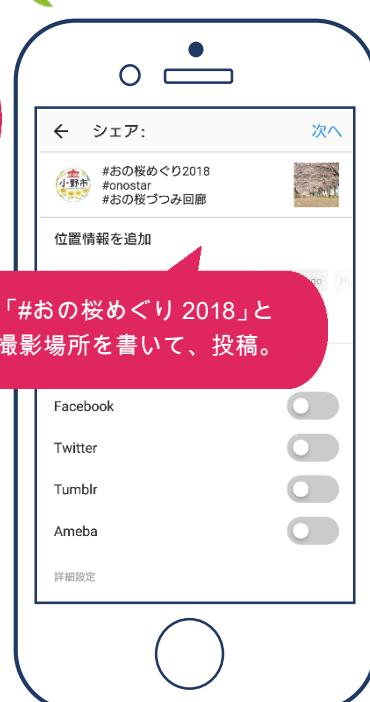 シェア:
次へ
#おの桜めぐり2018
小野市
#onostar
#おの桜づつみ回廊
位置情報を追加
「#おの桜めぐり 2018」と
撮影場所を書いて、投稿。
Facebook
Twitter
Tumblr
Ameba
詳細設定